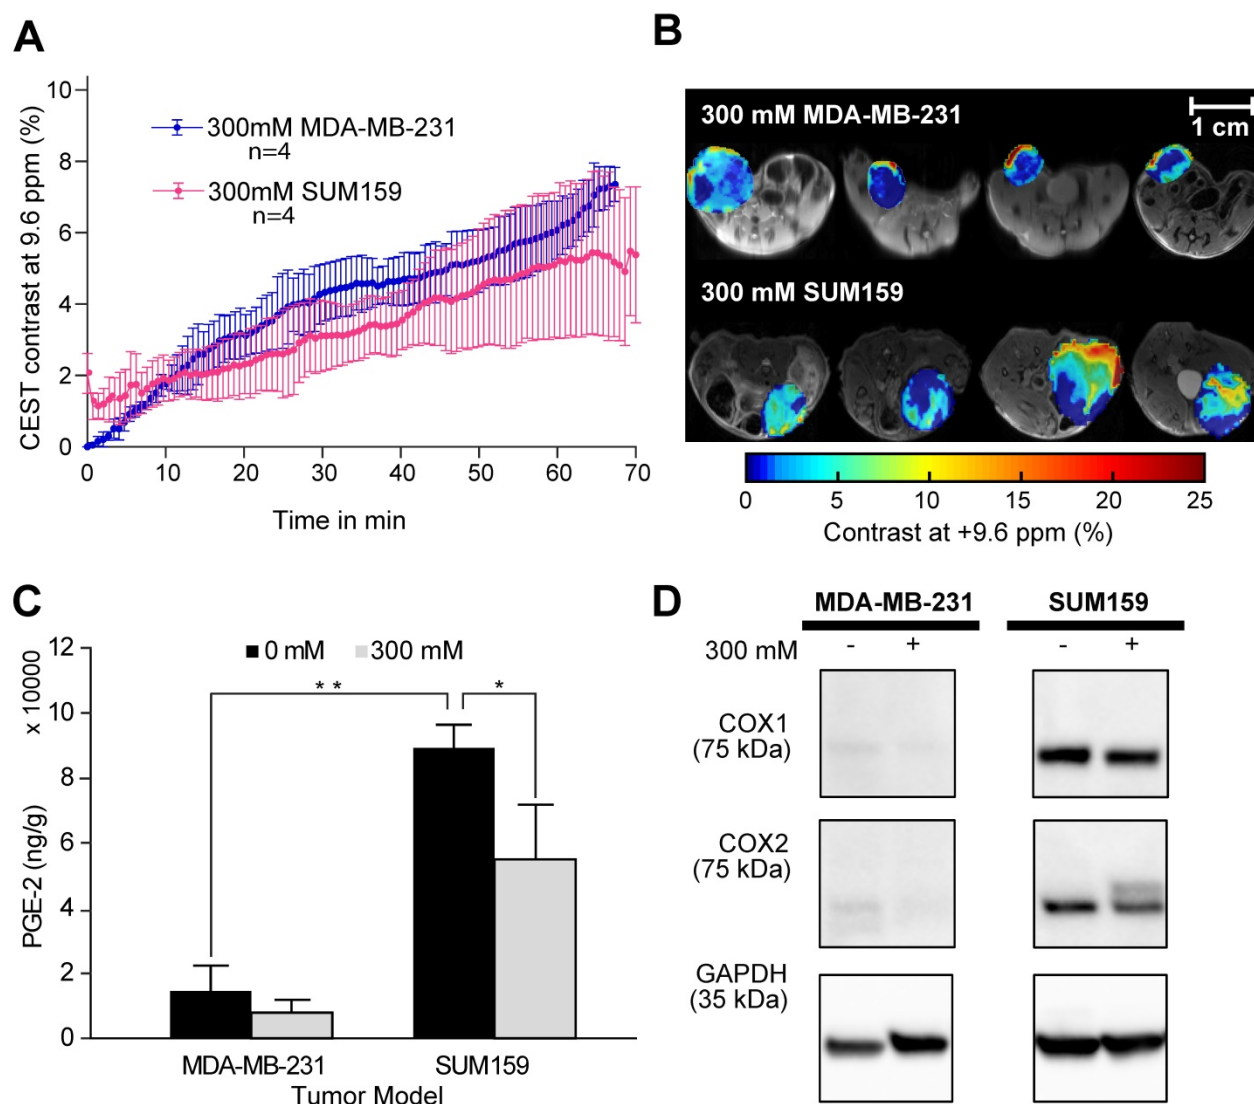 A
CEST contrast at 9.6 ppm (%)
10
8
6
4
2
0
300mM MDA-MB-231
n=4
300mM SUM159
n=4
0 10 20 30 40 50 60 70
Time in min
B
300 mM MDA-MB-231
1 cm
300 mM SUM159
0 5 10 15 20 25
Contrast at +9.6 ppm (%)
C
PGE-2 (ng/g)
x 10000
12
10
8
6
4
2
0
0 mM 300 mM
**
*
MDA-MB-231 SUM159
Tumor Model
D
MDA-MB-231 SUM159
300 mM - + - +
COX1
(75 kDa)
COX2
(75 kDa)
GAPDH
(35 kDa)